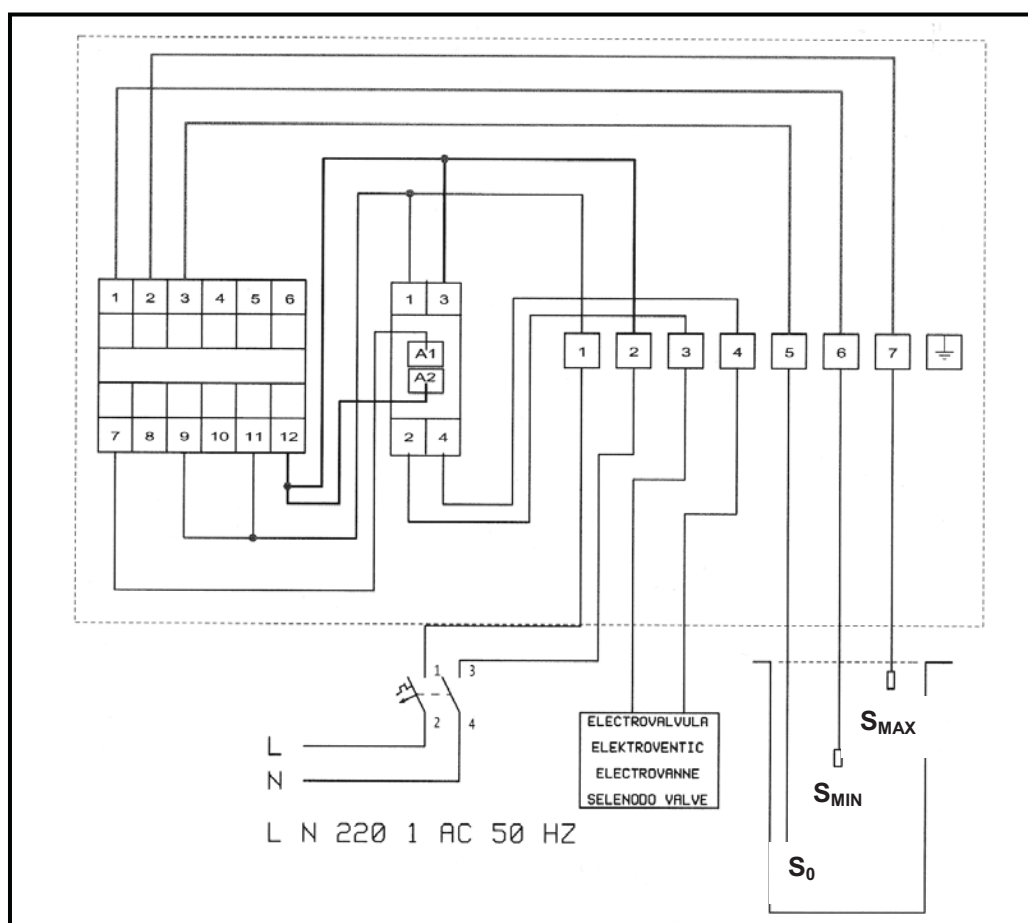 1 2 3 4 5 6
1 3
A1
A2
1 2 3 4 5 6 7
7 8 9 10 11 12
2 4
1 3
2 4
L
N
ELECTROVALVULA
ELEKTROVENTIC
ELECTROVANNE
SELENODO VALVE
SMAX
SMIN
S0
L N 220 1 AC 50 HZ